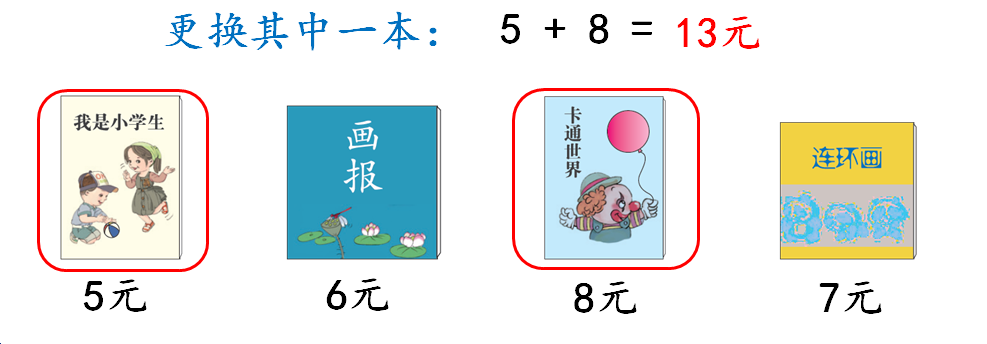 更换其中一本： 5 + 8 = 13元
我是小学生
画报
卡通世界
连环画
5元
6元
8元
7元